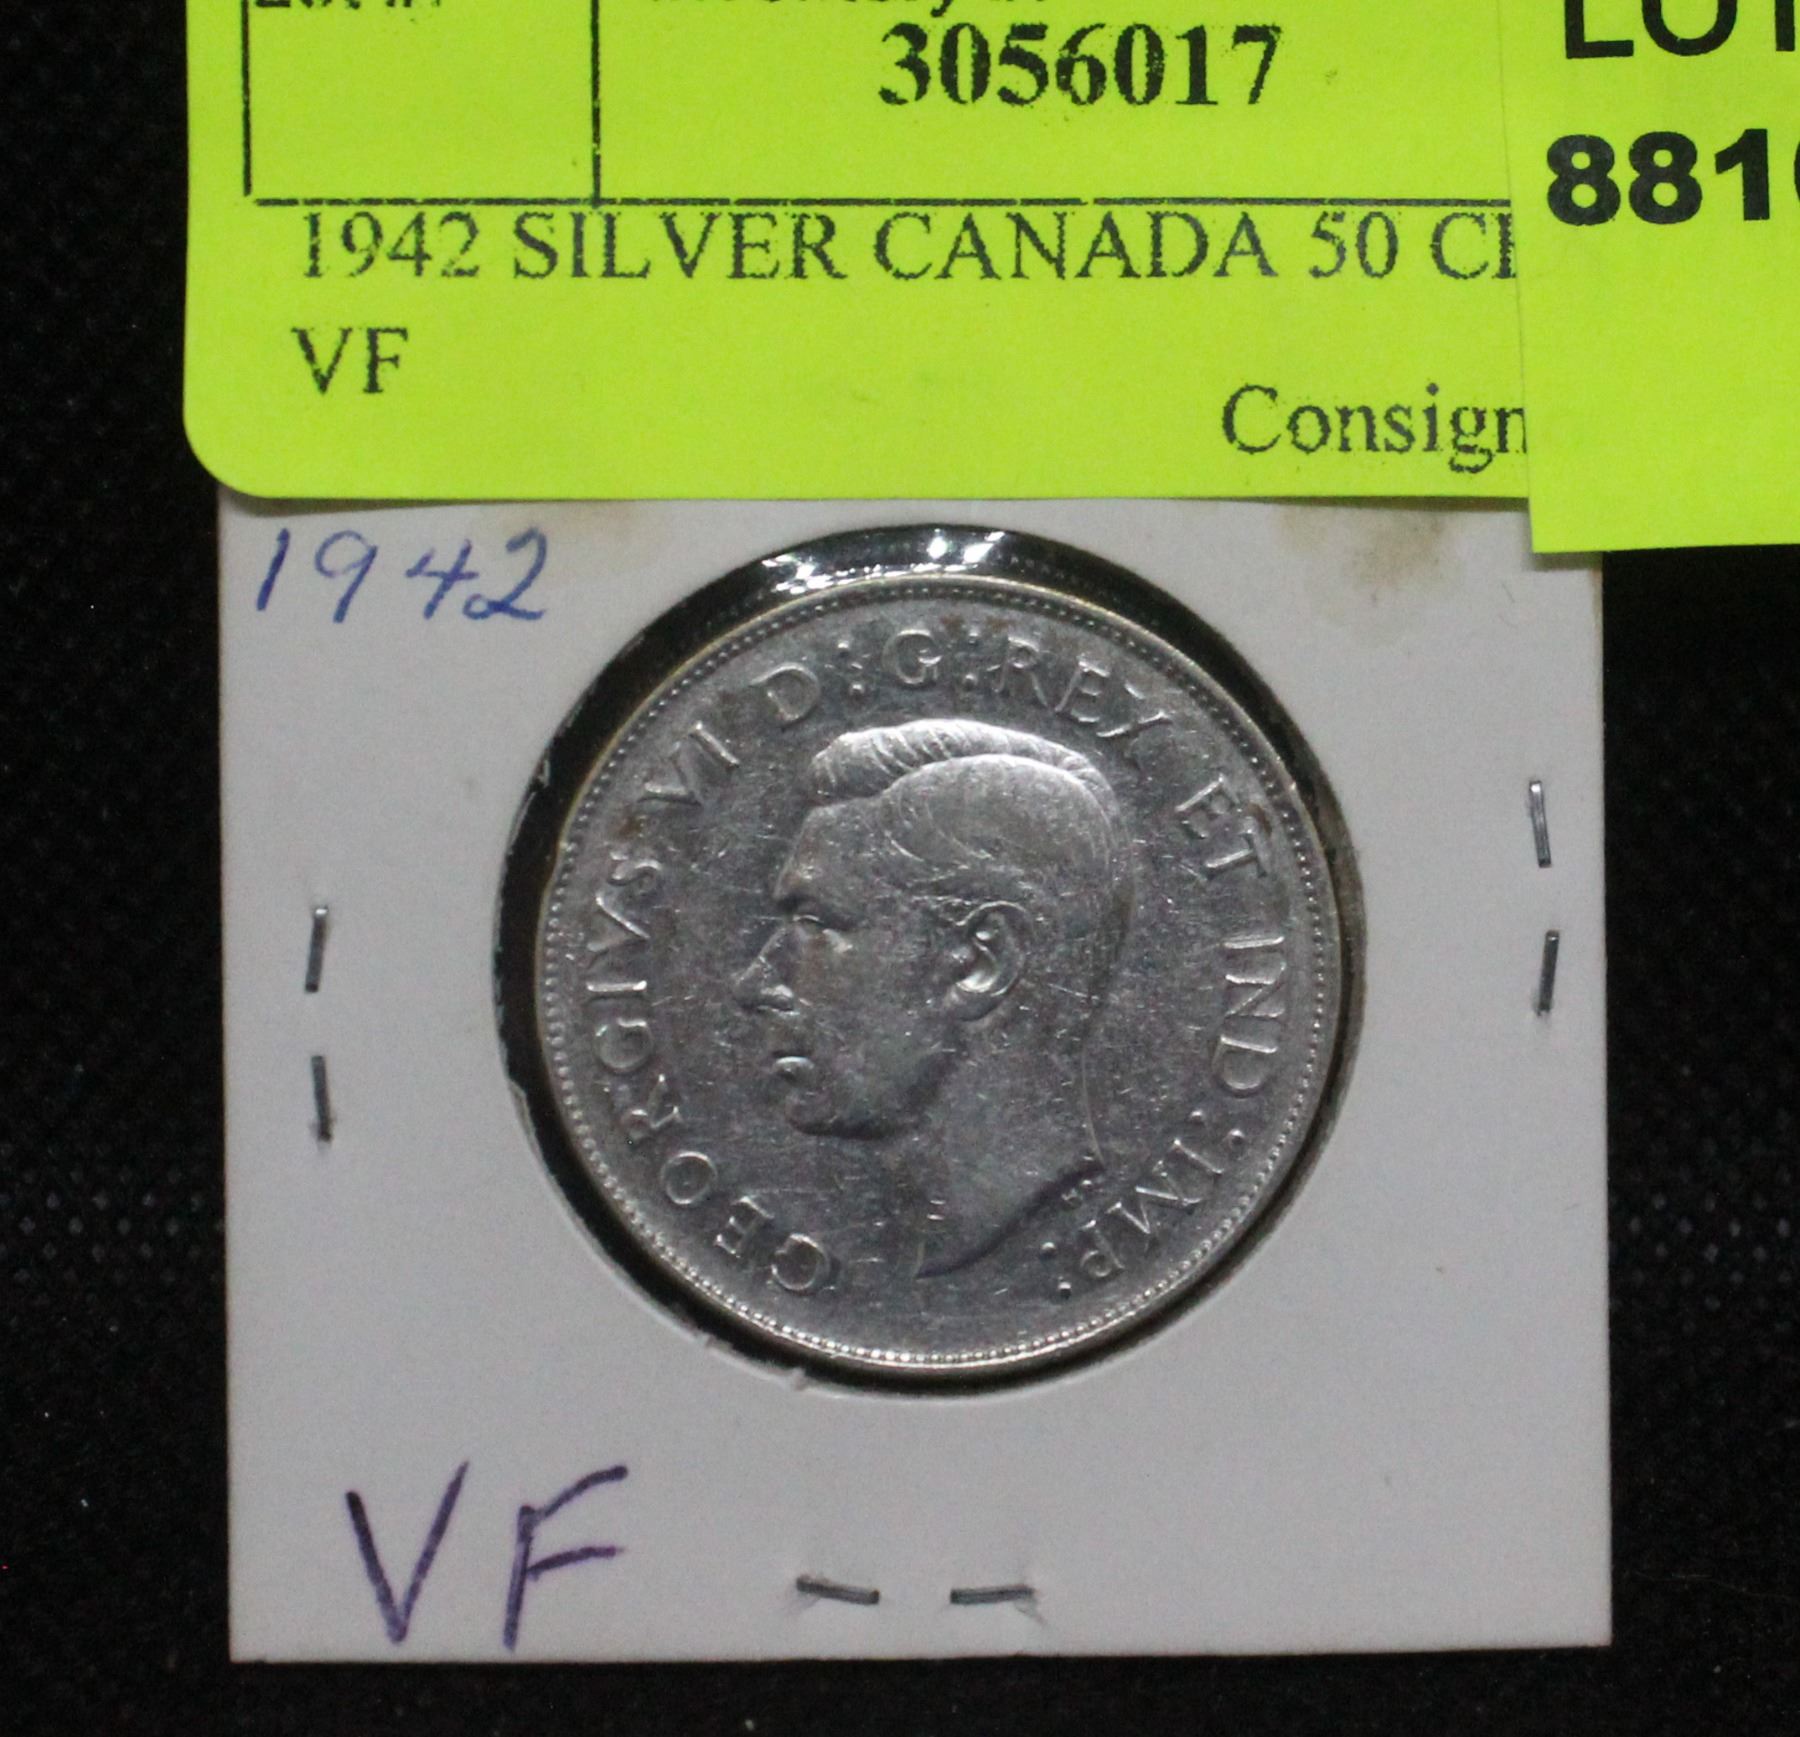 3056017
LOT
881
1942 SILVER CANADA 50
VF
Consign
1942
GEORGIVS VI D:G:REX ET IND:IMP:
VF